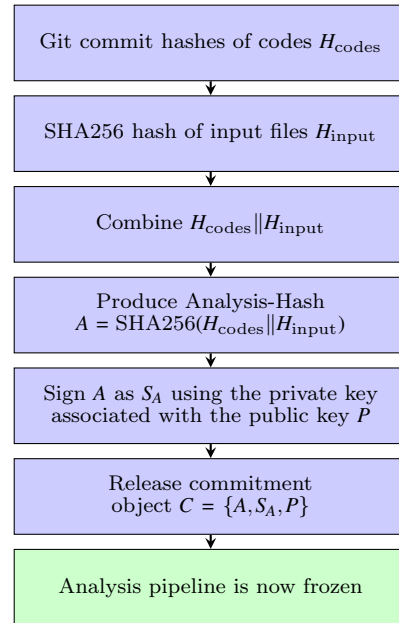 Git commit hashes of codes H_codes
SHA256 hash of input files H_input
Combine H_codes∥H_input
Produce Analysis-Hash
A = SHA256(H_codes∥H_input)
Sign A as S_A using the private key
associated with the public key P
Release commitment
object C = {A, S_A, P}
Analysis pipeline is now frozen